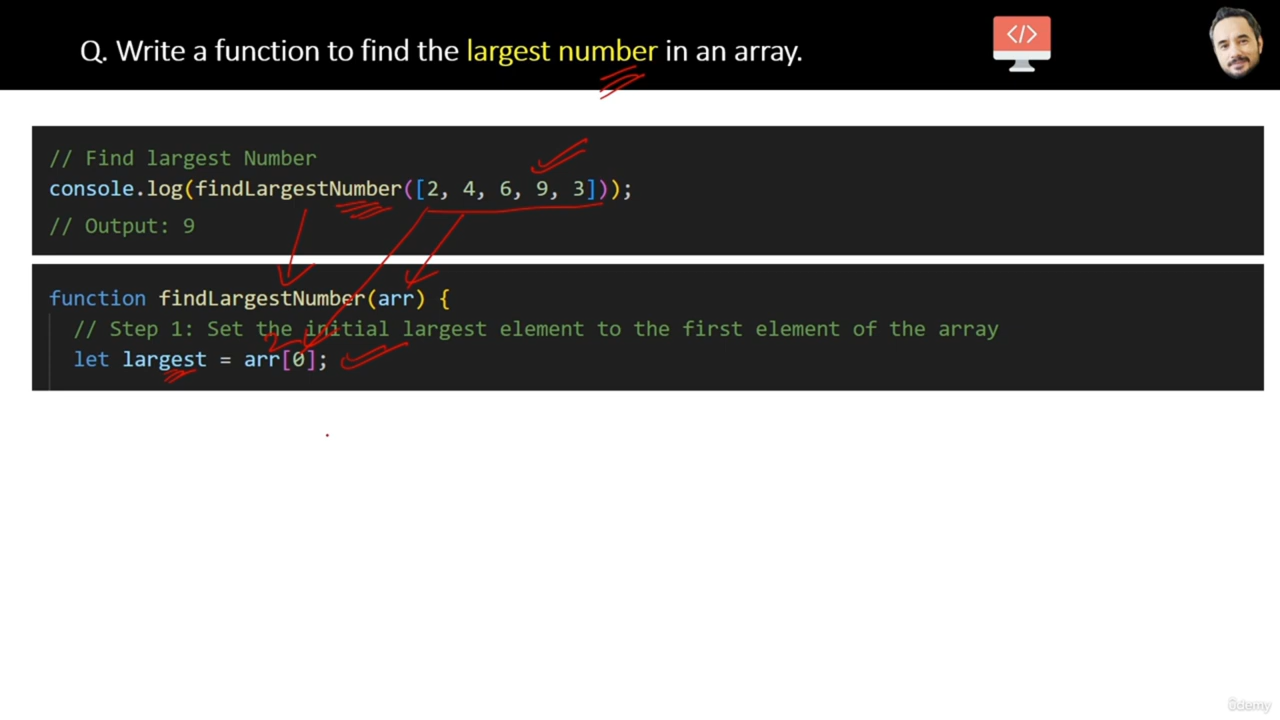 Q. Write a function to find the largest number in an array.
</>
// Find largest Number
console.log(findLargestNumber([2, 4, 6, 9, 3]));
// Output: 9
function findLargestNumber(arr) {
// Step 1: Set the initial largest element to the first element of the array
2
let largest = arr[0];
ûdemy